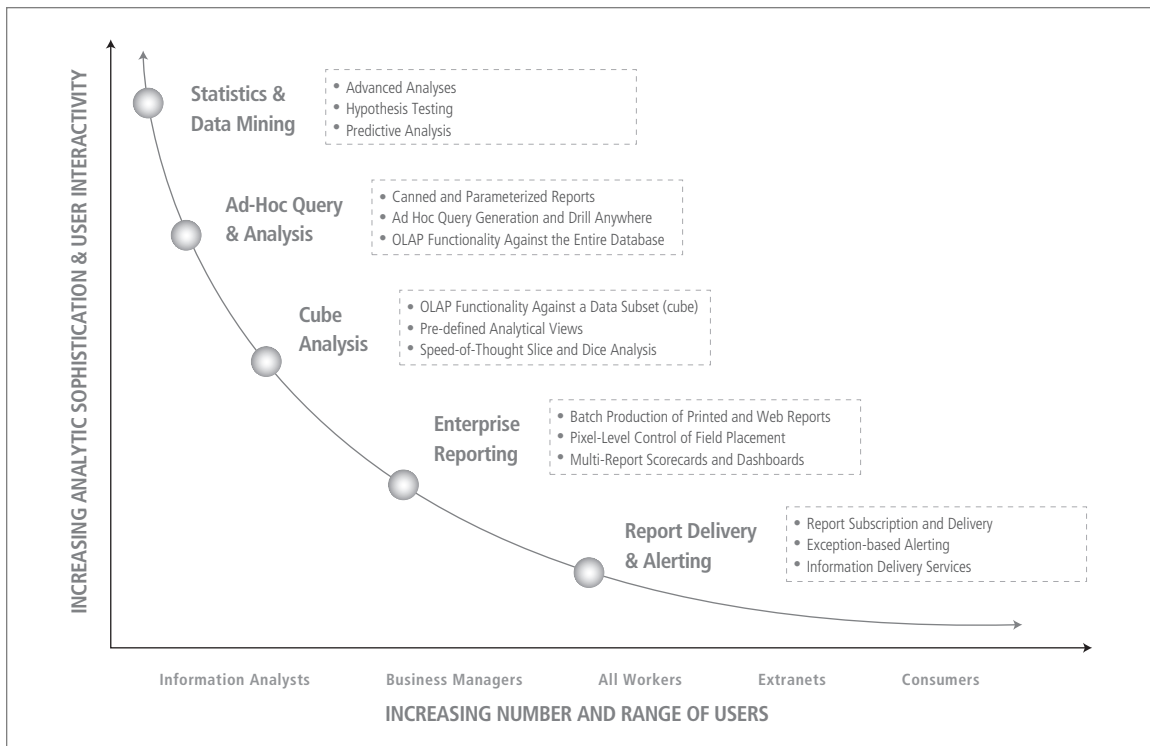 INCREASING ANALYTIC SOPHISTICATION & USER INTERACTIVITY
Statistics &
Data Mining
• Advanced Analyses
• Hypothesis Testing
• Predictive Analysis
Ad-Hoc Query
& Analysis
• Canned and Parameterized Reports
• Ad Hoc Query Generation and Drill Anywhere
• OLAP Functionality Against the Entire Database
Cube
Analysis
• OLAP Functionality Against a Data Subset (cube)
• Pre-defined Analytical Views
• Speed-of-Thought Slice and Dice Analysis
Enterprise
Reporting
• Batch Production of Printed and Web Reports
• Pixel-Level Control of Field Placement
• Multi-Report Scorecards and Dashboards
Report Delivery
& Alerting
• Report Subscription and Delivery
• Exception-based Alerting
• Information Delivery Services
Information Analysts
Business Managers
All Workers
Extranets
Consumers
INCREASING NUMBER AND RANGE OF USERS